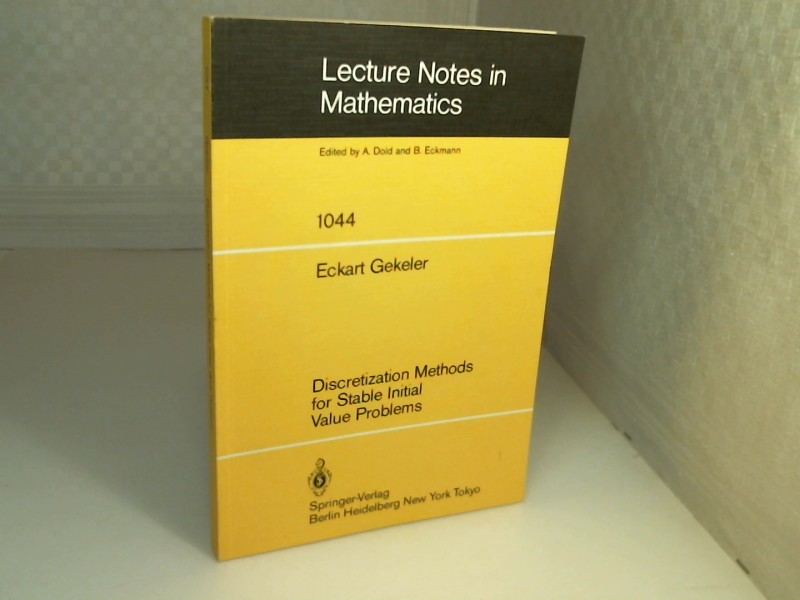 Lecture Notes in
Mathematics
Edited by A. Dold and B. Eckmann
1044
Eckart Gekeler
Discretization Methods
for Stable Initial
Value Problems
Springer-Verlag
Berlin Heidelberg New York Tokyo